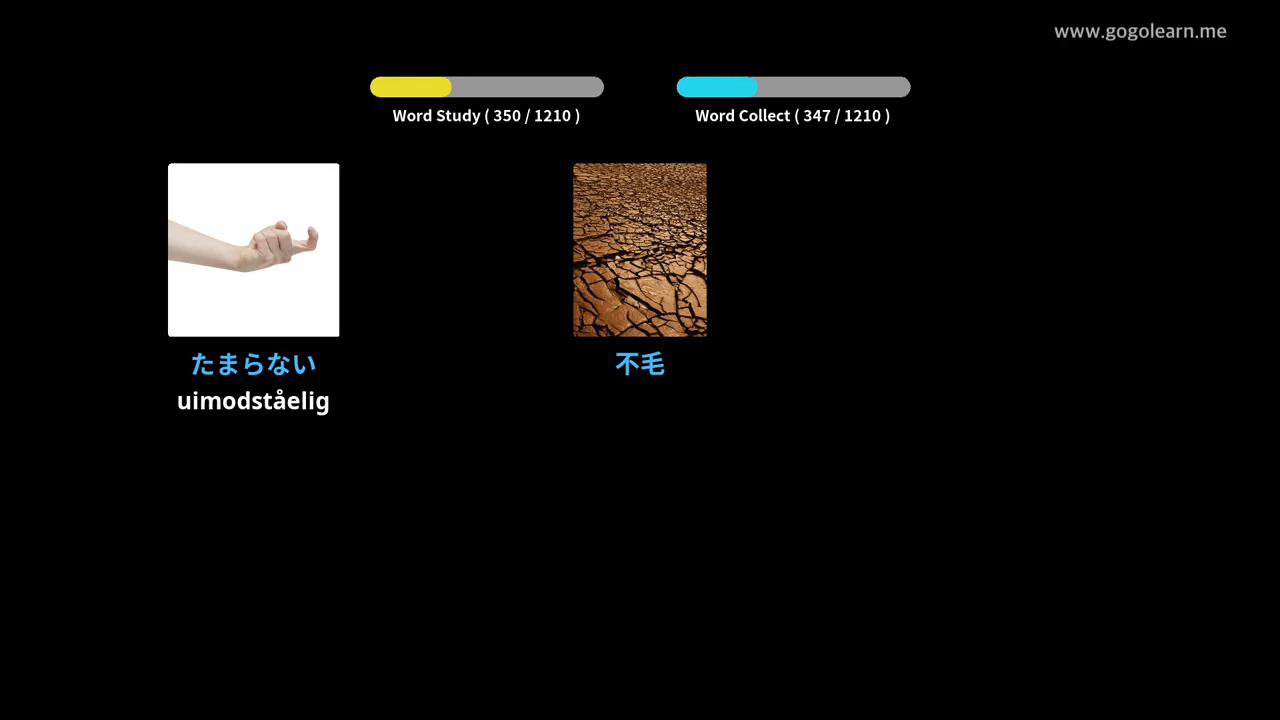 www.gogolearn.me
Word Study ( 350 / 1210 )
Word Collect ( 347 / 1210 )
たまらない
uimodståelig
不毛